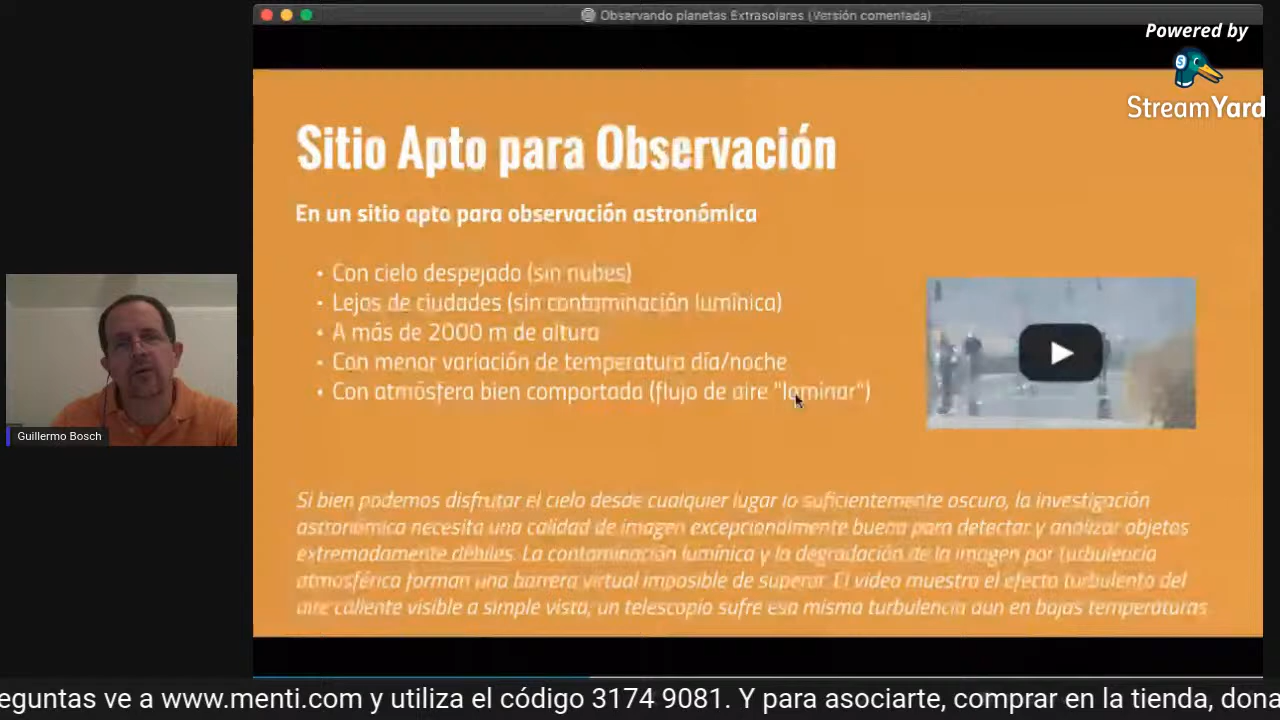 Observando planetas Extrasolares (Versión comentada)
Powered by
StreamYard
Sitio Apto para Observación
En un sitio apto para observación astronómica
• Con cielo despejado (sin nubes)
• Lejos de ciudades (sin contaminación lumínica)
• A más de 2000 m de altura
• Con menor variación de temperatura día/noche
• Con atmósfera bien comportada (flujo de aire "laminar")
Guillermo Bosch
Si bien podemos disfrutar el cielo desde cualquier lugar lo suficientemente oscuro, la investigación
astronómica necesita una calidad de imagen excepcionalmente buena para detectar y analizar objetos
extremadamente débiles. La contaminación lumínica y la degradación de la imagen por turbulencia
atmosférica forman una barrera virtual imposible de superar. El video muestra el efecto turbulento del
aire caliente visible a simple vista, un telescopio sufre esa misma turbulencia aun en bajas temperaturas
eguntas ve a www.menti.com y utiliza el código 3174 9081. Y para asociarte, comprar en la tienda, dona